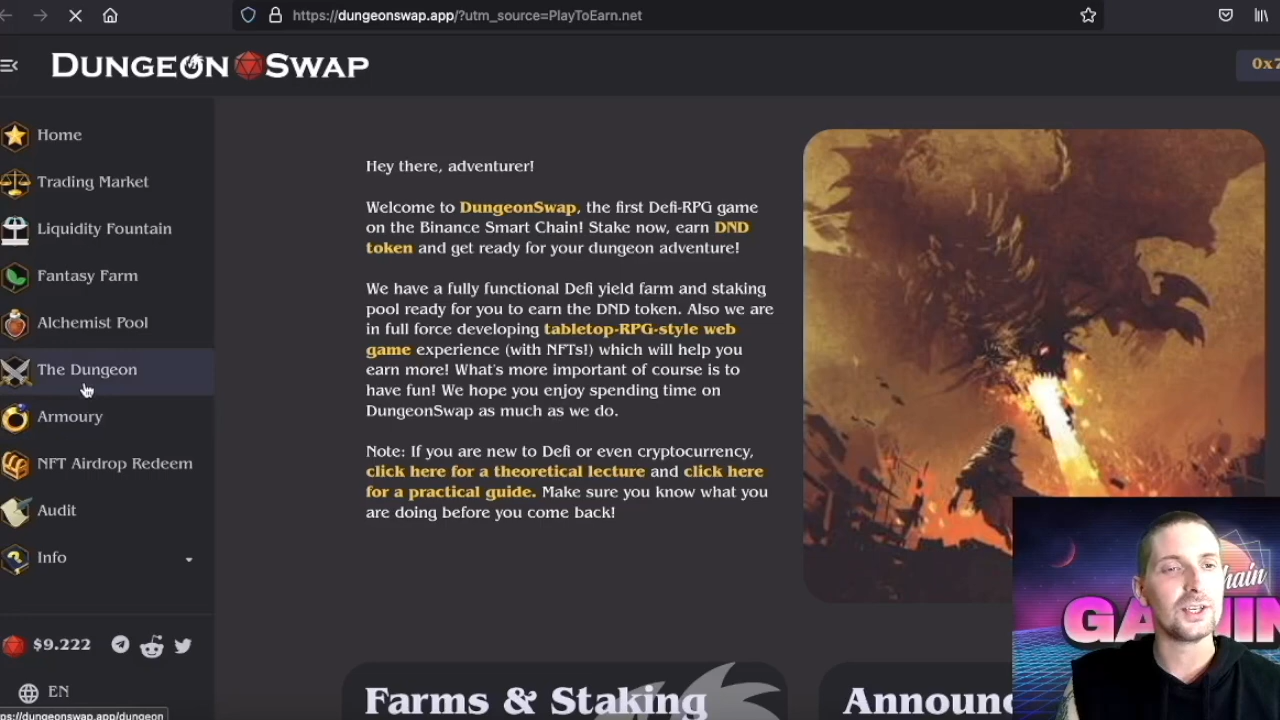 https://dungeonswap.app/?utm_source=PlayToEarn.net
DUNGEON SWAP
0x7
Home
Trading Market
Liquidity Fountain
Fantasy Farm
Alchemist Pool
The Dungeon
Armoury
NFT Airdrop Redeem
Audit
Info
$9.222
EN
ps://dungeonswap.app/dungeon
Hey there, adventurer!
Welcome to DungeonSwap, the first Defi-RPG game
on the Binance Smart Chain! Stake now, earn DND
token and get ready for your dungeon adventure!
We have a fully functional Defi yield farm and staking
pool ready for you to earn the DND token. Also we are
in full force developing tabletop-RPG-style web
game experience (with NFTs!) which will help you
earn more! What's more important of course is to
have fun! We hope you enjoy spending time on
DungeonSwap as much as we do.
Note: If you are new to Defi or even cryptocurrency,
click here for a theoretical lecture and click here
for a practical guide. Make sure you know what you
are doing before you come back!
Farms & Staking
Announc
hain
GAMIN